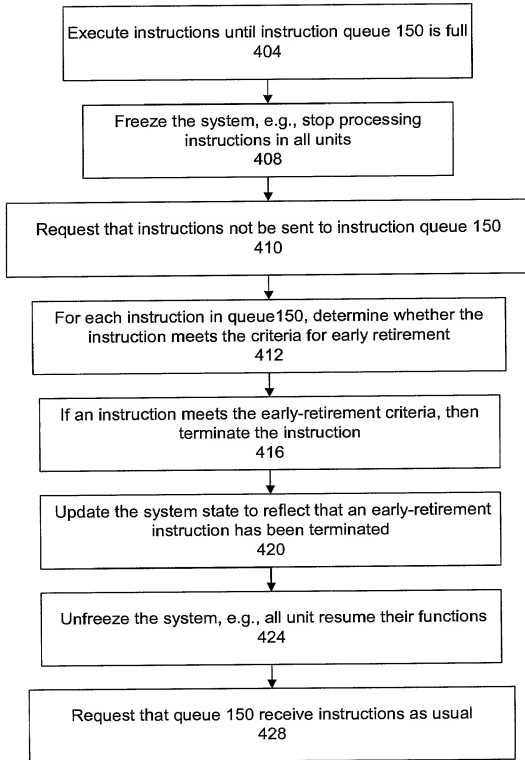 Execute instructions until instruction queue 150 is full
404
Freeze the system, e.g., stop processing
instructions in all units
408
Request that instructions not be sent to instruction queue 150
410
For each instruction in queue150, determine whether the
instruction meets the criteria for early retirement
412
If an instruction meets the early-retirement criteria, then
terminate the instruction
416
Update the system state to reflect that an early-retirement
instruction has been terminated
420
Unfreeze the system, e.g., all unit resume their functions
424
Request that queue 150 receive instructions as usual
428